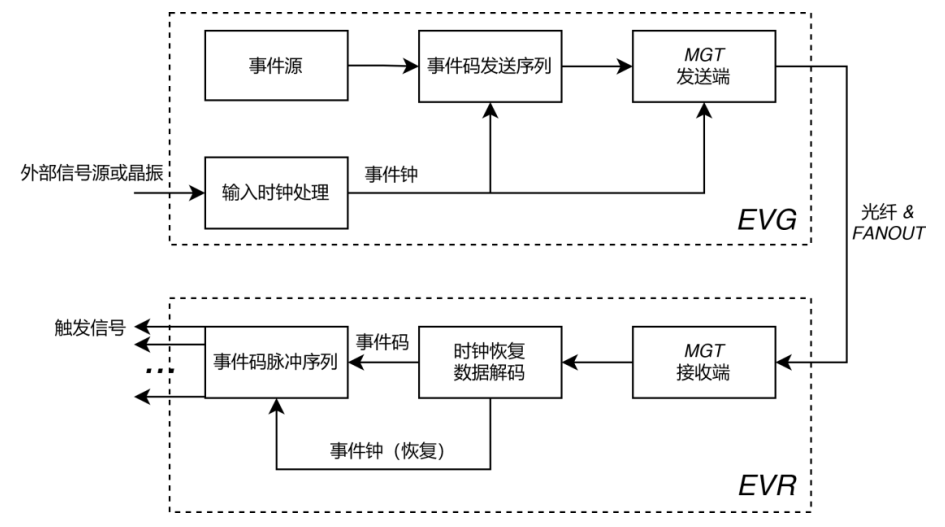 事件源
事件码发送序列
MGT
发送端
外部信号源或晶振
输入时钟处理
事件钟
EVG
光纤 &
FANOUT
触发信号
...
事件码脉冲序列
事件码
时钟恢复
数据解码
MGT
接收端
事件钟（恢复）
EVR